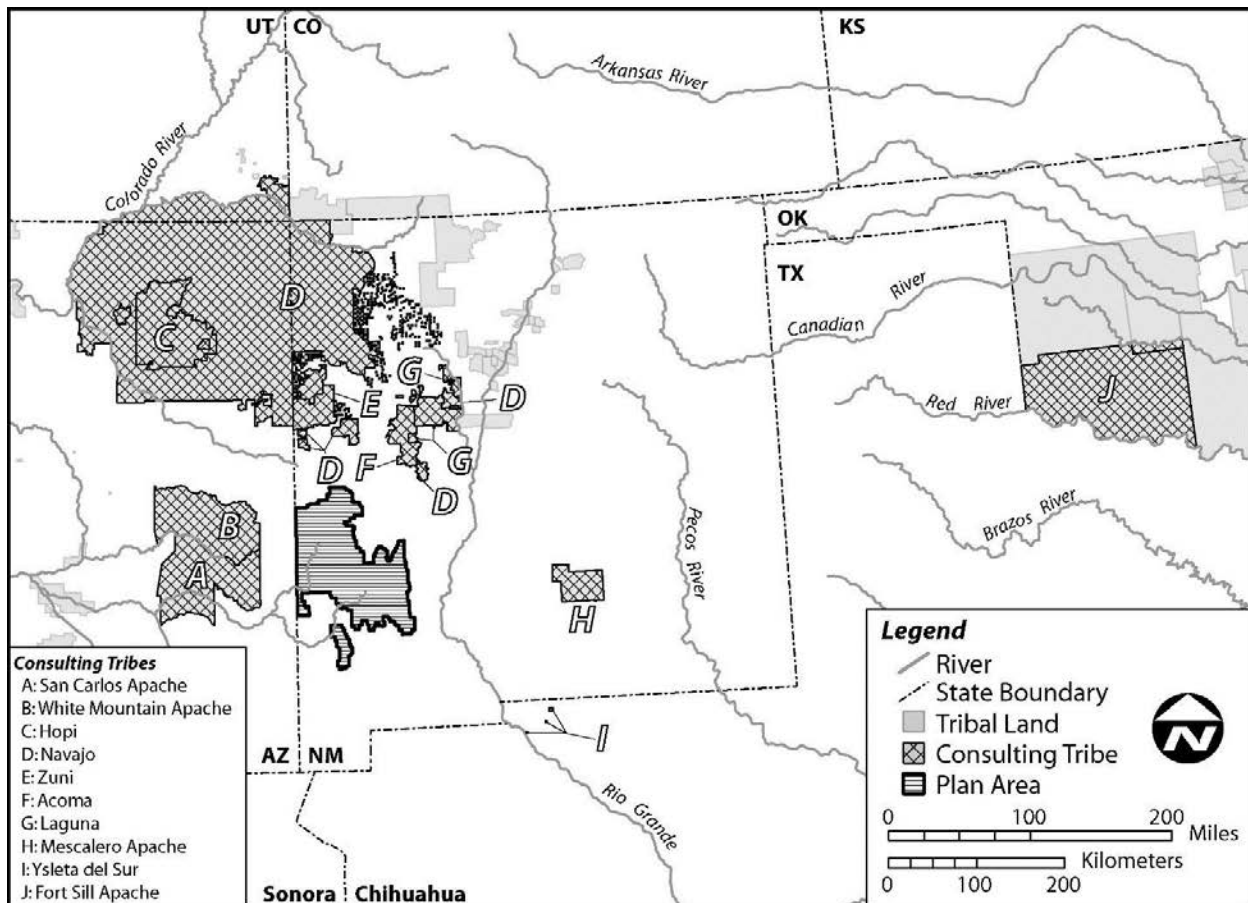 UT CO
KS
Arkansas River
Colorado River
OK
TX
D
C
Canadian River
G
E
D
J
Red River
D
F
G
D
B
Pecos River
Brazos River
A
H
Consulting Tribes
A: San Carlos Apache
B: White Mountain Apache
C: Hopi
D: Navajo
E: Zuni
F: Acoma
G: Laguna
H: Mescalero Apache
I: Ysleta del Sur
J: Fort Sill Apache
AZ NM
I
Rio Grande
Sonora Chihuahua
Legend
River
State Boundary
Tribal Land
Consulting Tribe
Plan Area
N
0 100 200
Miles
Kilometers
0 100 200